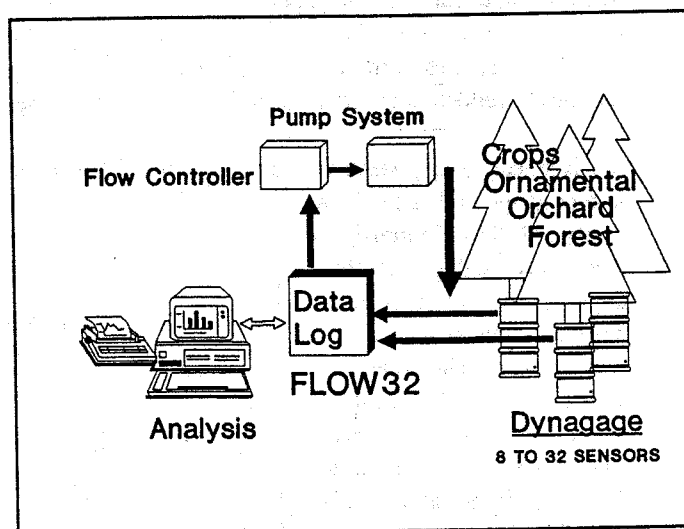 Pump System
Flow Controller
Crops
Ornamental
Orchard
Forest
Data
Log
FLOW32
Analysis
Dynagage
8 TO 32 SENSORS